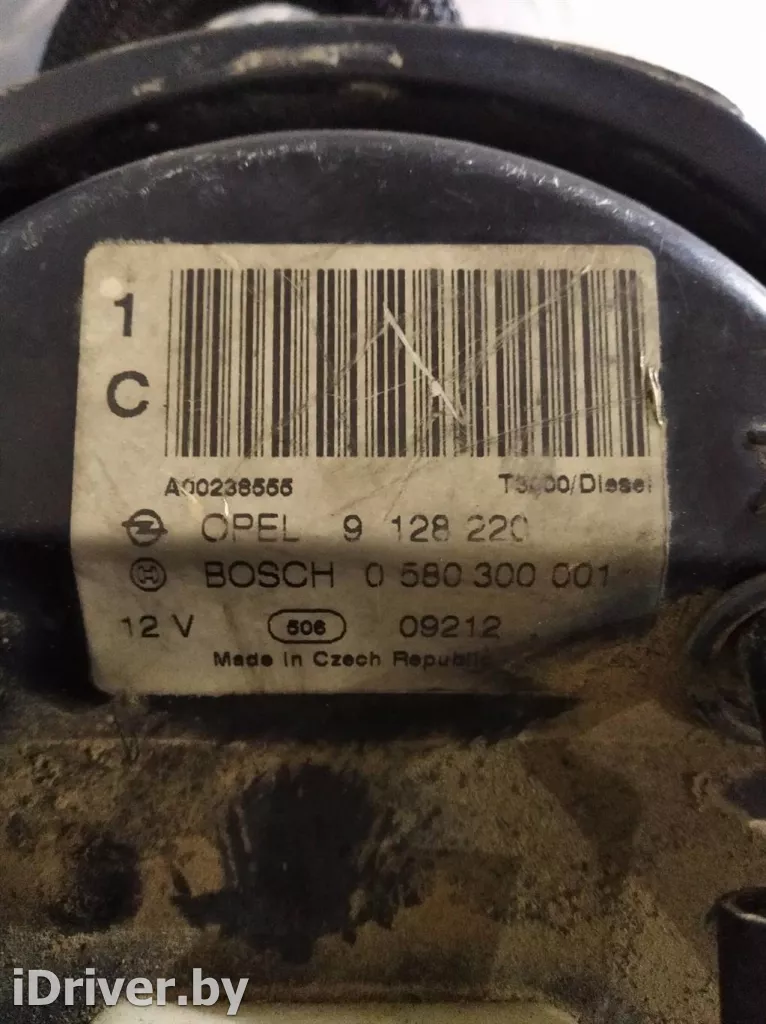 1
C
A00238555 T3000/Diesel
OPEL 9 128 220
BOSCH 0 580 300 001
12 V 506 09212
Made in Czech Republic
iDriver.by